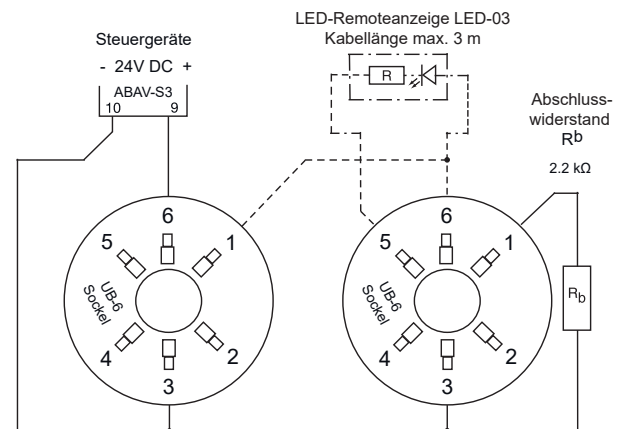 LED-Remoteanzeige LED-03
Kabellänge max. 3 m
Steuergeräte
- 24V DC +
ABAV-S3
10 9
R
Abschluss-
widerstand
Rb
2.2 kΩ
6
5 1
UB-6
Sockel
4 2
3
6
5 1
UB-6
Sockel
4 2
3
Rb